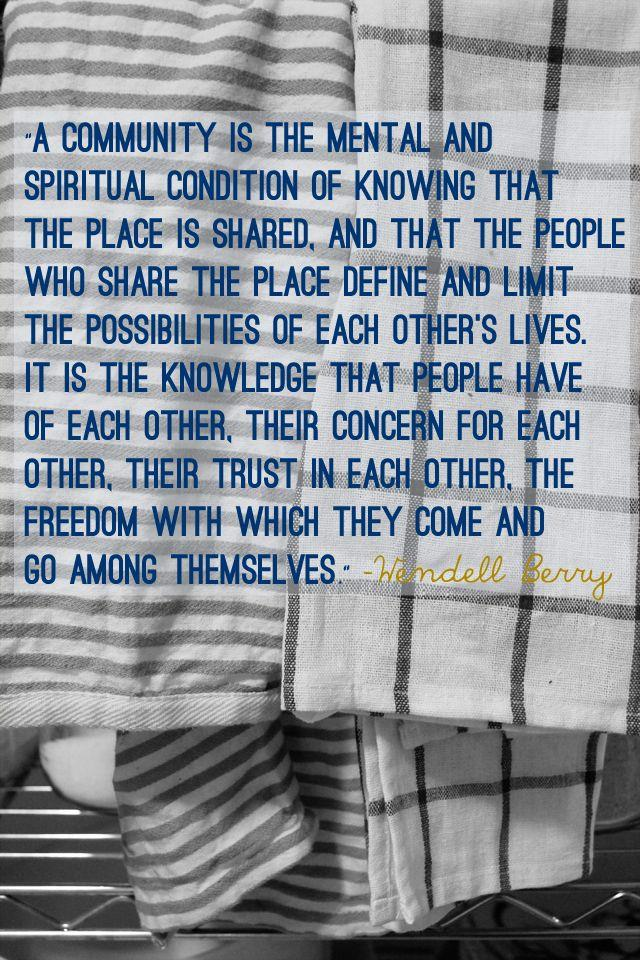 "A COMMUNITY IS THE MENTAL AND
SPIRITUAL CONDITION OF KNOWING THAT
THE PLACE IS SHARED, AND THAT THE PEOPLE
WHO SHARE THE PLACE DEFINE AND LIMIT
THE POSSIBILITIES OF EACH OTHER'S LIVES.
IT IS THE KNOWLEDGE THAT PEOPLE HAVE
OF EACH OTHER, THEIR CONCERN FOR EACH
OTHER, THEIR TRUST IN EACH OTHER, THE
FREEDOM WITH WHICH THEY COME AND
GO AMONG THEMSELVES." -Wendell Berry